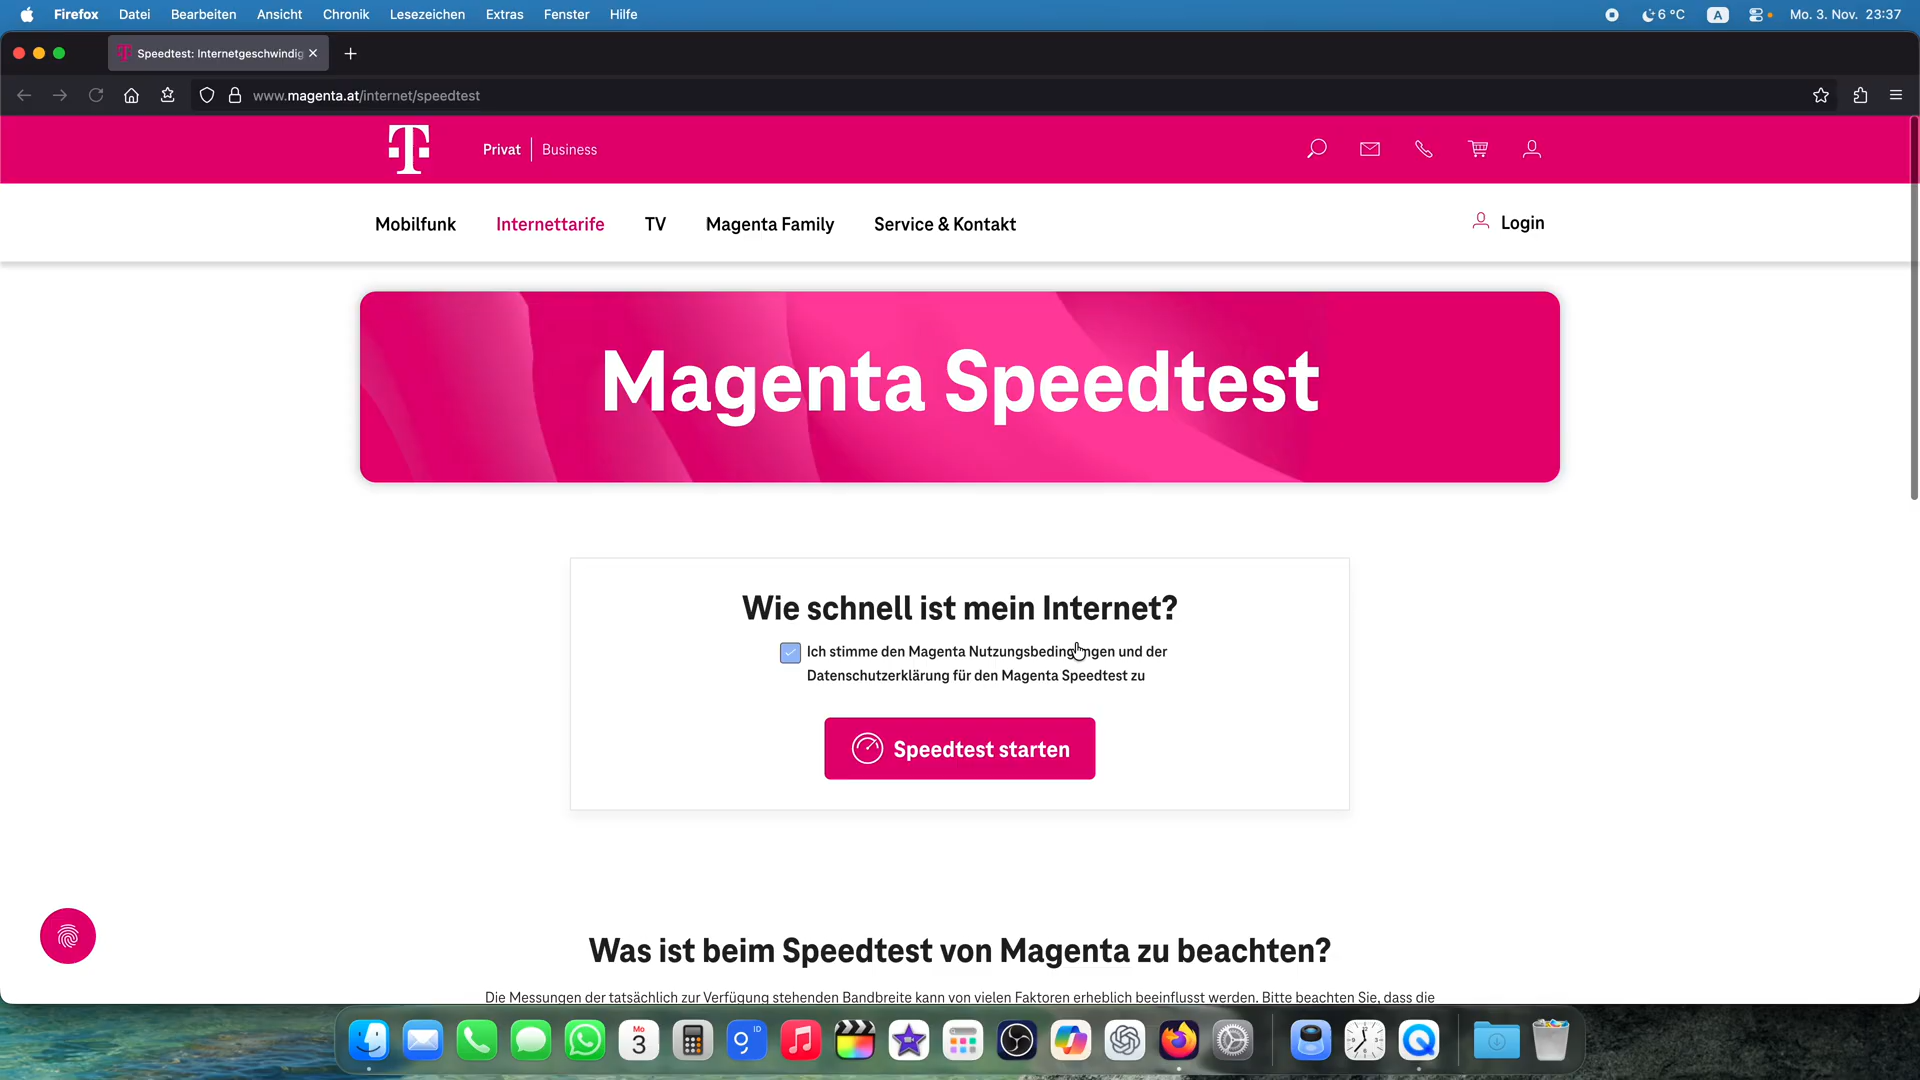 Firefox Datei Bearbeiten Ansicht Chronik Lesezeichen Extras Fenster Hilfe 6 °C A Mo. 3. Nov. 23:37
Speedtest: Internetgeschwindig
www.magenta.at/internet/speedtest
T Privat Business
Mobilfunk Internettarife TV Magenta Family Service & Kontakt Login
Magenta Speedtest
Wie schnell ist mein Internet?
Ich stimme den Magenta Nutzungsbedingungen und der
Datenschutzerklärung für den Magenta Speedtest zu
Speedtest starten
Was ist beim Speedtest von Magenta zu beachten?
Die Messungen der tatsächlich zur Verfügung stehenden Bandbreite kann von vielen Faktoren erheblich beeinflusst werden. Bitte beachten Sie, dass die
Mo
3
ID